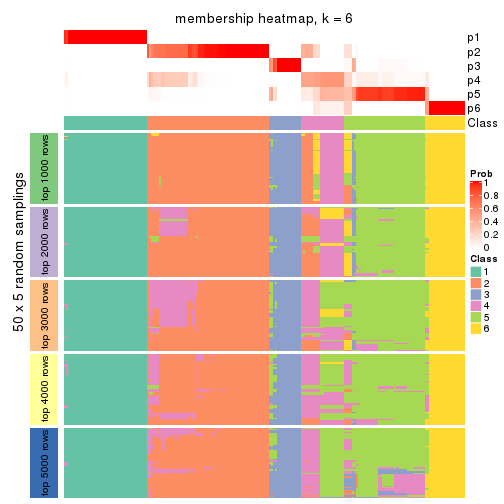 membership heatmap, k = 6
p1
p2
p3
p4
p5
p6
Class
50 x 5 random samplings
top 1000 rows
top 2000 rows
top 3000 rows
top 4000 rows
top 5000 rows
Prob
1
0.8
0.6
0.4
0.2
0
Class
1
2
3
4
5
6